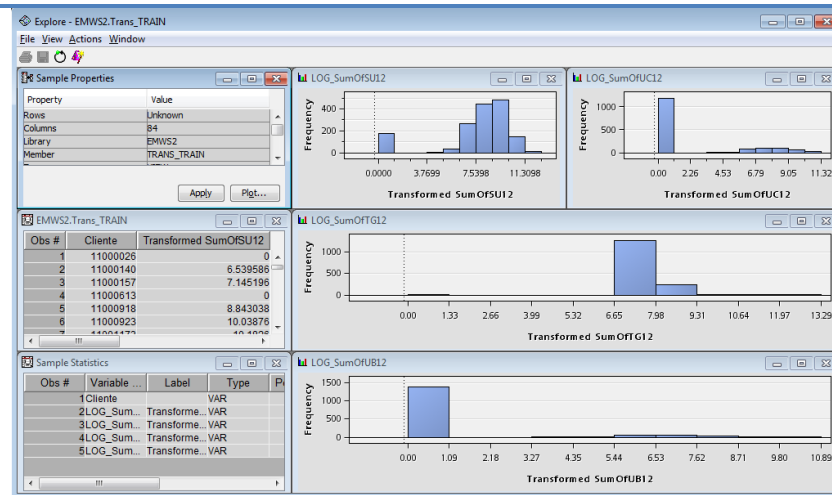 Explore - EMWS2.Trans_TRAIN
File View Actions Window
Sample Properties
Property Value
Rows Unknown
Columns 84
Library EMWS2
Member TRANS_TRAIN
Apply Plot...
LOG_SumOfSU12
Frequency
400
200
0
0.0000 3.7699 7.5398 11.3098
Transformed SumOfSU12
LOG_SumOfUC12
Frequency
1000
500
0
0.00 2.26 4.53 6.79 9.05 11.32
Transformed SumOfUC12
EMWS2.Trans_TRAIN
Obs # Cliente Transformed SumOfSU12
1 11000026 0
2 11000140 6.539586
3 11000157 7.145196
4 11000613 0
5 11000918 8.843038
6 11000923 10.03876
LOG_SumOfTG12
Frequency
1000
500
0
0.00 1.33 2.66 3.99 5.32 6.65 7.98 9.31 10.64 11.97 13.29
Transformed SumOfTG12
Sample Statistics
Obs # Variable ... Label Type
1 Cliente VAR
2 LOG_Sum... Transforme... VAR
3 LOG_Sum... Transforme... VAR
4 LOG_Sum... Transforme... VAR
5 LOG_Sum... Transforme... VAR
LOG_SumOfUB12
Frequency
1500
1000
500
0
0.00 1.09 2.18 3.27 4.35 5.44 6.53 7.62 8.71 9.80 10.89
Transformed SumOfUB12